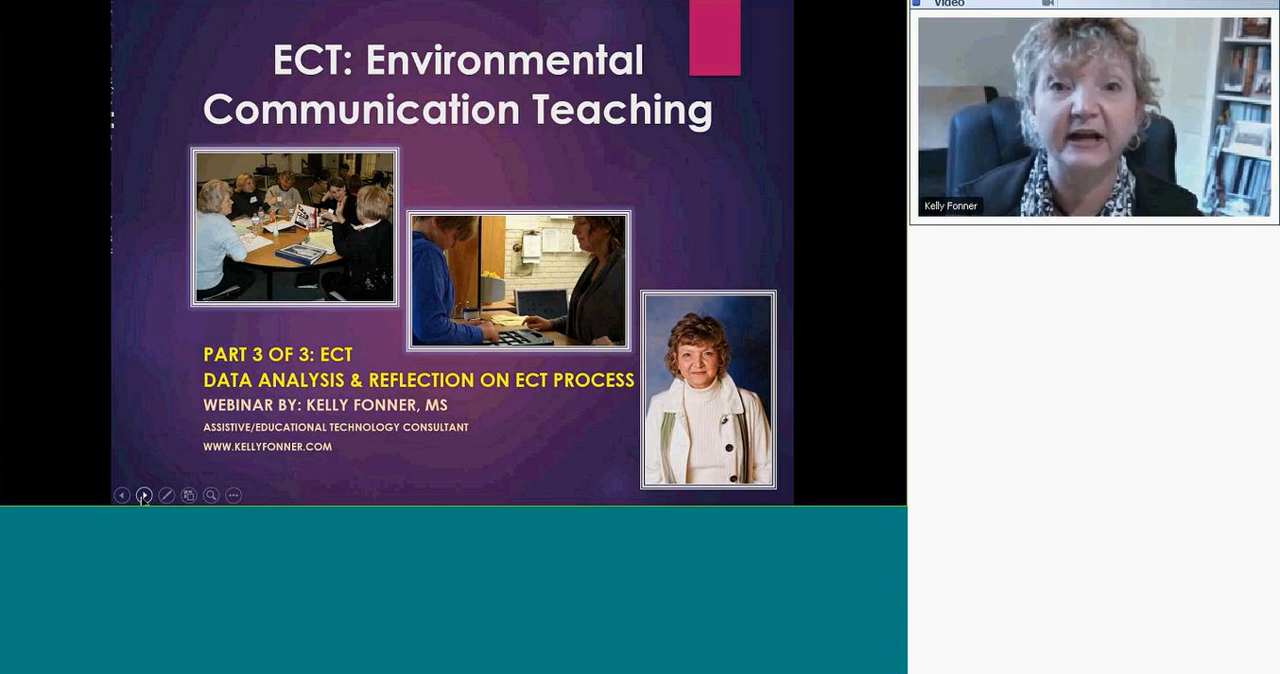 ECT: Environmental
Communication Teaching
PART 3 OF 3: ECT
DATA ANALYSIS & REFLECTION ON ECT PROCESS
WEBINAR BY: KELLY FONNER, MS
ASSISTIVE/EDUCATIONAL TECHNOLOGY CONSULTANT
WWW.KELLYFONNER.COM
Video
Kelly Fonner